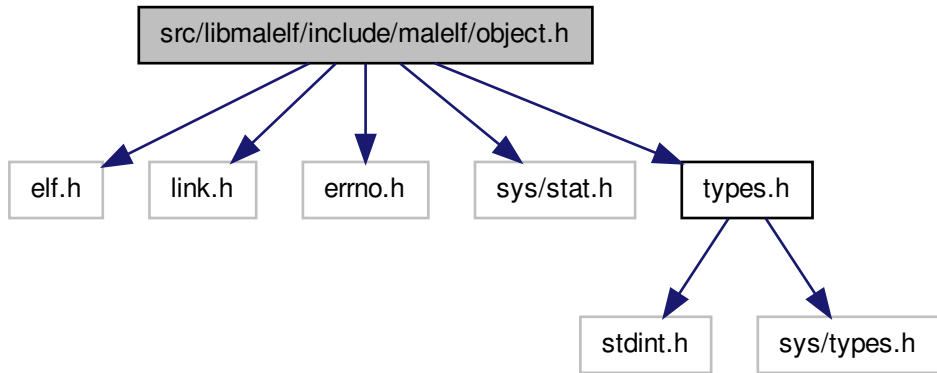 src/libmalelf/include/malelf/object.h
elf.h
link.h
errno.h
sys/stat.h
types.h
stdint.h
sys/types.h